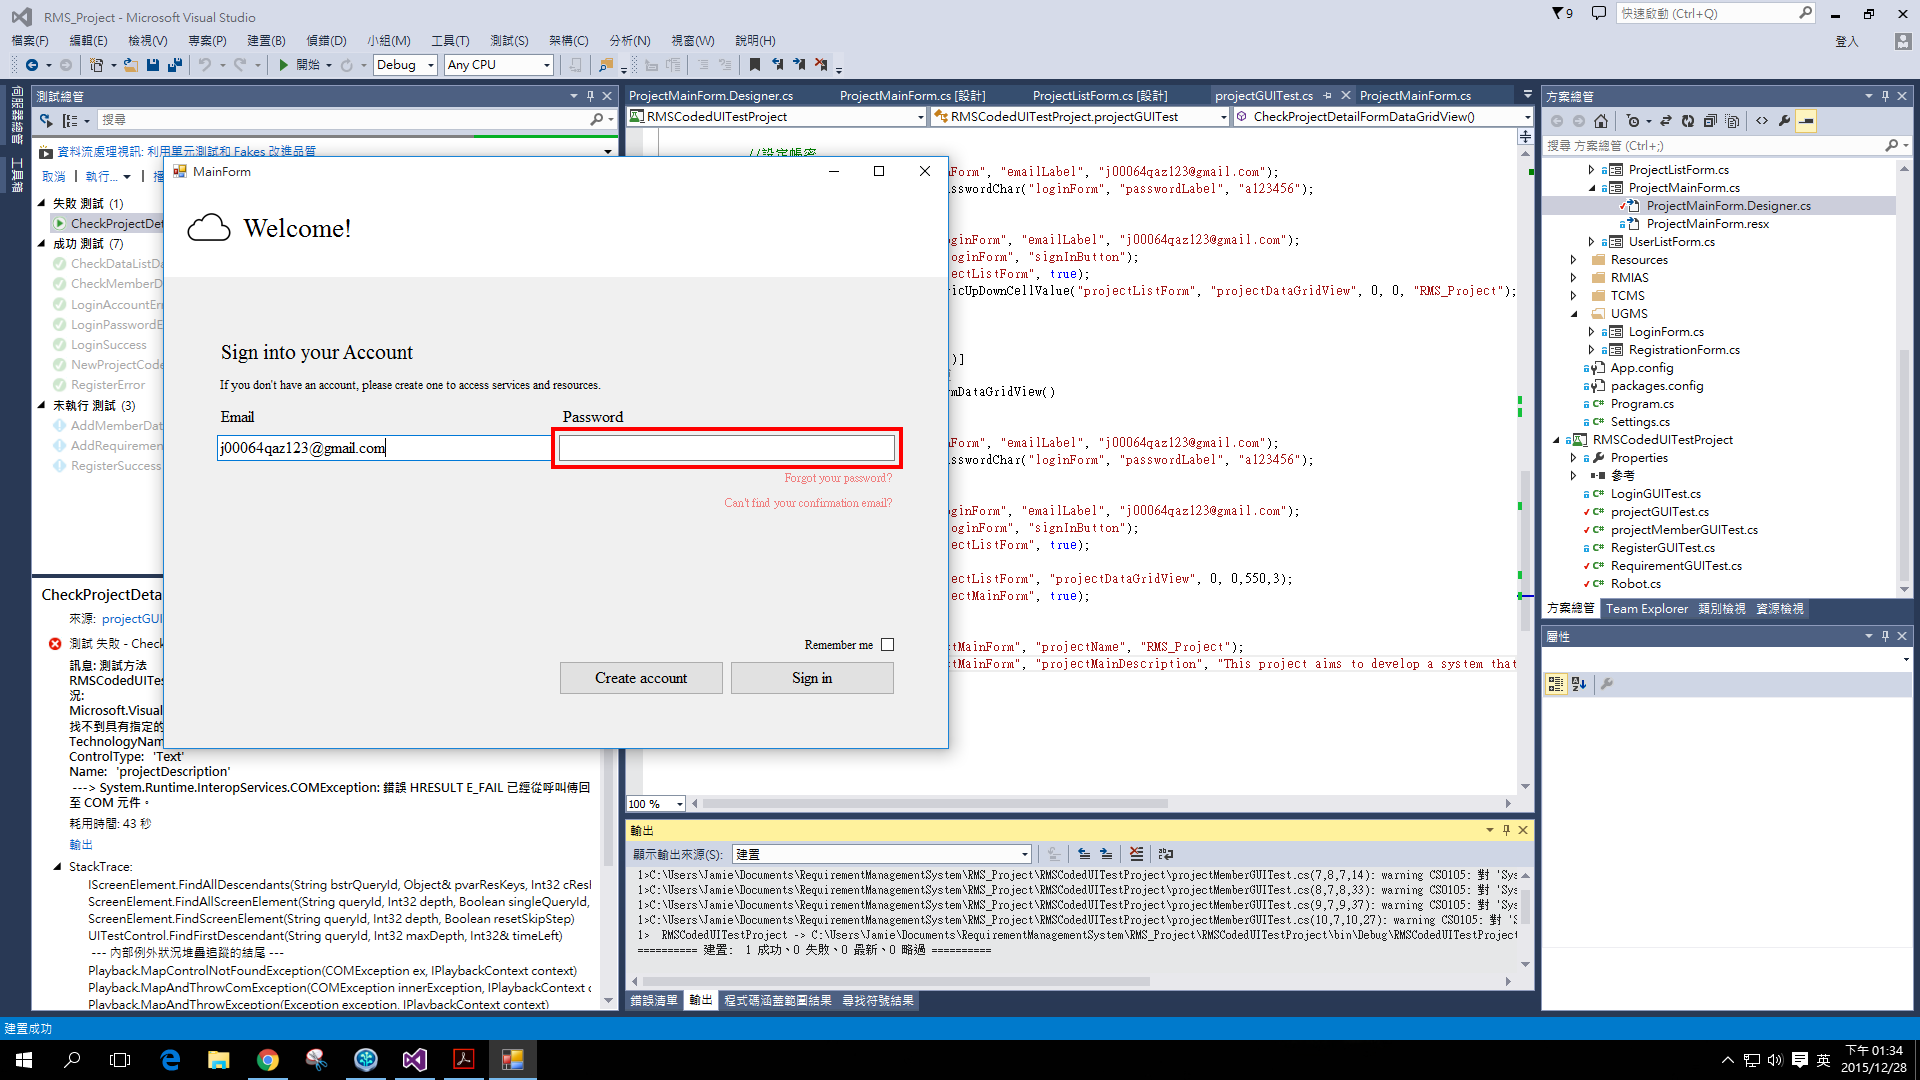 RMS_Project - Microsoft Visual Studio
9
快速啟動 (Ctrl+Q)
檔案(F) 編輯(E) 檢視(V) 專案(P) 建置(B) 偵錯(D) 小組(M) 工具(T) 測試(S) 架構(C) 分析(N) 視窗(W) 說明(H)
登入
開始 Debug Any CPU
伺服器總管
工具箱
測試總管
搜尋
資料流處理視訊: 利用單元測試和 Fakes 改進品質
取消 執行...
失敗 測試 (1)
CheckProjectDet
成功 測試 (7)
CheckDataListDa
CheckMemberD
LoginAccountErr
LoginPasswordE
LoginSuccess
NewProjectCode
RegisterError
未執行 測試 (3)
AddMemberDat
AddRequiremen
RegisterSuccess
CheckProjectDeta
來源: projectGUI
測試 失敗 - Check
訊息: 測試方法
RMSCodedUITes
況:
Microsoft.Visual
找不到具有指定的
TechnologyNam
ControlType: 'Text'
Name: 'projectDescription'
---> System.Runtime.InteropServices.COMException: 錯誤 HRESULT E_FAIL 已經從呼叫傳回
至 COM 元件。
耗用時間: 43 秒
輸出
StackTrace:
IScreenElement.FindAllDescendants(String bstrQueryId, Object& pvarResKeys, Int32 cResl
ScreenElement.FindAllScreenElement(String queryId, Int32 depth, Boolean singleQueryId,
ScreenElement.FindScreenElement(String queryId, Int32 depth, Boolean resetSkipStep)
UITestControl.FindFirstDescendant(String queryId, Int32 maxDepth, Int32& timeLeft)
--- 內部例外狀況堆疊追蹤的結尾 ---
Playback.MapControlNotFoundException(COMException ex, IPlaybackContext context)
Playback.MapAndThrowComException(COMException innerException, IPlaybackContext c
Playback.MapAndThrowException(Exception exception, IPlaybackContext context)
MainForm
Welcome!
Sign into your Account
If you don't have an account, please create one to access services and resources.
Email Password
j00064qaz123@gmail.com
Forgot your password?
Can't find your confirmation email?
Remember me
Create account Sign in
ProjectMainForm.Designer.cs ProjectMainForm.cs [設計] ProjectListForm.cs [設計] projectGUITest.cs ProjectMainForm.cs
RMSCodedUITestProject RMSCodedUITestProject.projectGUITest CheckProjectDetailFormDataGridView()
//設定帳密
nForm", "emailLabel", "j00064qaz123@gmail.com");
sswordChar("loginForm", "passwordLabel", "a123456");
oginForm", "emailLabel", "j00064qaz123@gmail.com");
loginForm", "signInButton");
ectListForm", true);
ricUpDownCellValue("projectListForm", "projectDataGridView", 0, 0, "RMS_Project");
)]
rmDataGridView()
nForm", "emailLabel", "j00064qaz123@gmail.com");
sswordChar("loginForm", "passwordLabel", "a123456");
oginForm", "emailLabel", "j00064qaz123@gmail.com");
loginForm", "signInButton");
ectListForm", true);
ectListForm", "projectDataGridView", 0, 0,550,3);
ectMainForm", true);
tMainForm", "projectName", "RMS_Project");
tMainForm", "projectMainDescription", "This project aims to develop a system that
100 %
輸出
顯示輸出來源(S): 建置
1>C:\Users\Jamie\Documents\RequirementManagementSystem\RMS_Project\RMSCodedUITestProject\projectMemberGUITest.cs(7,8,7,14): warning CS0105: 對 'Sys
1>C:\Users\Jamie\Documents\RequirementManagementSystem\RMS_Project\RMSCodedUITestProject\projectMemberGUITest.cs(8,7,8,33): warning CS0105: 對 'Sys
1>C:\Users\Jamie\Documents\RequirementManagementSystem\RMS_Project\RMSCodedUITestProject\projectMemberGUITest.cs(9,7,9,37): warning CS0105: 對 'Sys
1>C:\Users\Jamie\Documents\RequirementManagementSystem\RMS_Project\RMSCodedUITestProject\projectMemberGUITest.cs(10,7,10,27): warning CS0105: 對 'S
1> RMSCodedUITestProject -> C:\Users\Jamie\Documents\RequirementManagementSystem\RMS_Project\RMSCodedUITestProject\bin\Debug\RMSCodedUITestProject
========== 建置: 1 成功、0 失敗、0 最新、0 略過 ==========
錯誤清單 輸出 程式碼涵蓋範圍結果 尋找符號結果
方案總管
搜尋 方案總管 (Ctrl+;)
ProjectListForm.cs
ProjectMainForm.cs
ProjectMainForm.Designer.cs
ProjectMainForm.resx
UserListForm.cs
Resources
RMIAS
TCMS
UGMS
LoginForm.cs
RegistrationForm.cs
App.config
packages.config
Program.cs
Settings.cs
RMSCodedUITestProject
Properties
參考
LoginGUITest.cs
projectGUITest.cs
projectMemberGUITest.cs
RegisterGUITest.cs
RequirementGUITest.cs
Robot.cs
方案總管 Team Explorer 類別檢視 資源檢視
屬性
建置成功
英
下午 01:34
2015/12/28